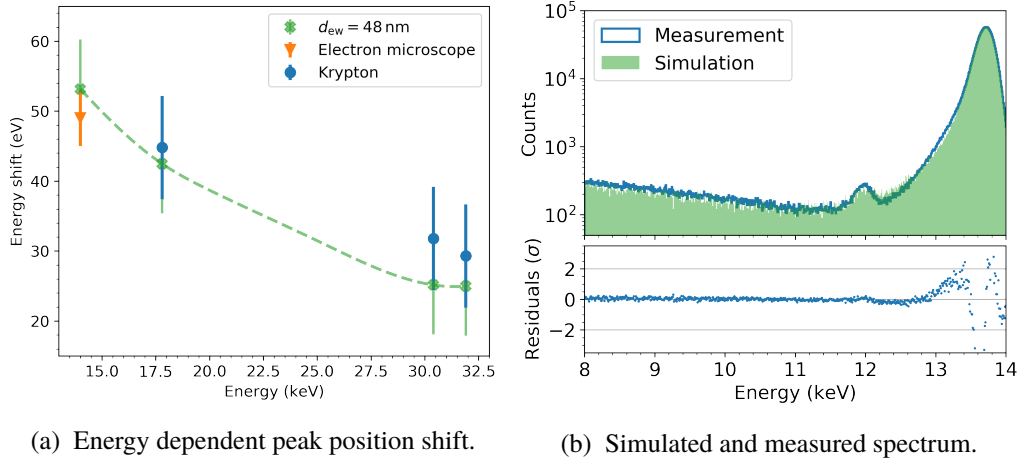 60
50
40
30
20
Energy shift (eV)
d_ew = 48 nm
Electron microscope
Krypton
15.0 17.5 20.0 22.5 25.0 27.5 30.0 32.5
Energy (keV)
(a) Energy dependent peak position shift.
10^5
10^4
10^3
10^2
Counts
Measurement
Simulation
2
0
−2
Residuals (σ)
8 9 10 11 12 13 14
Energy (keV)
(b) Simulated and measured spectrum.